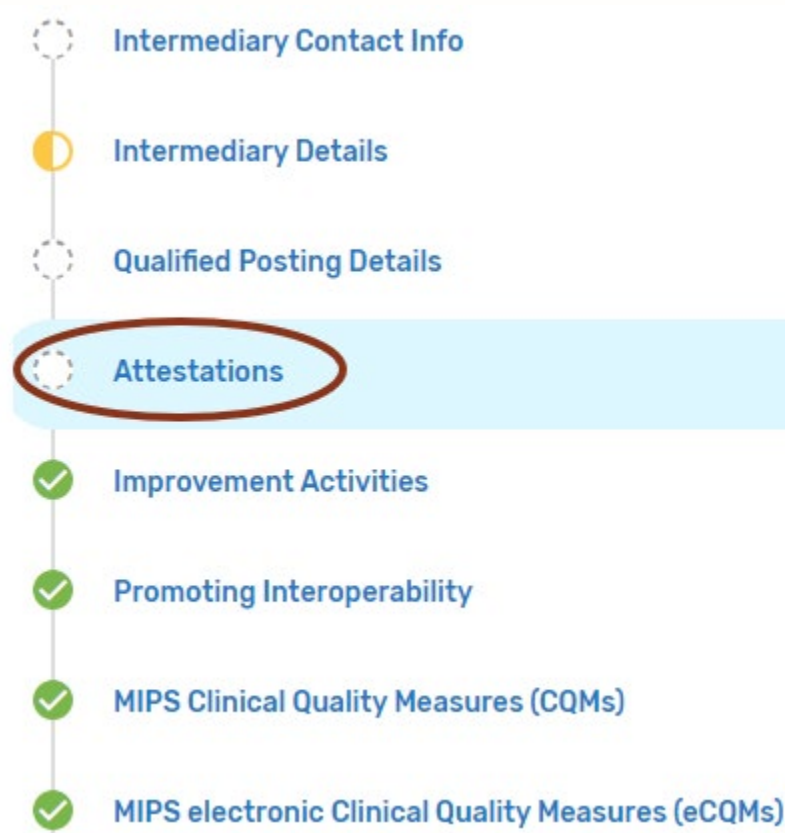 Intermediary Contact Info
Intermediary Details
Qualified Posting Details
Attestations
Improvement Activities
Promoting Interoperability
MIPS Clinical Quality Measures (CQMs)
MIPS electronic Clinical Quality Measures (eCQMs)